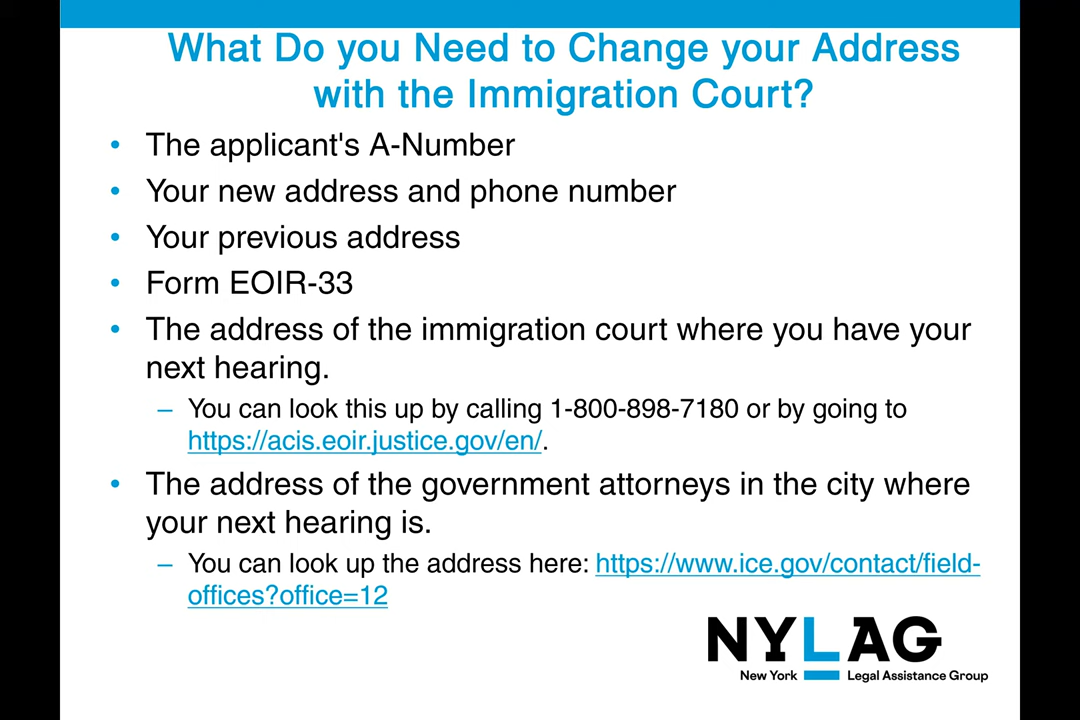 What Do you Need to Change your Address
with the Immigration Court?
• The applicant's A-Number
• Your new address and phone number
• Your previous address
• Form EOIR-33
• The address of the immigration court where you have your
next hearing.
– You can look this up by calling 1-800-898-7180 or by going to
https://acis.eoir.justice.gov/en/.
• The address of the government attorneys in the city where
your next hearing is.
– You can look up the address here: https://www.ice.gov/contact/field-
offices?office=12
NYLAG
New York Legal Assistance Group